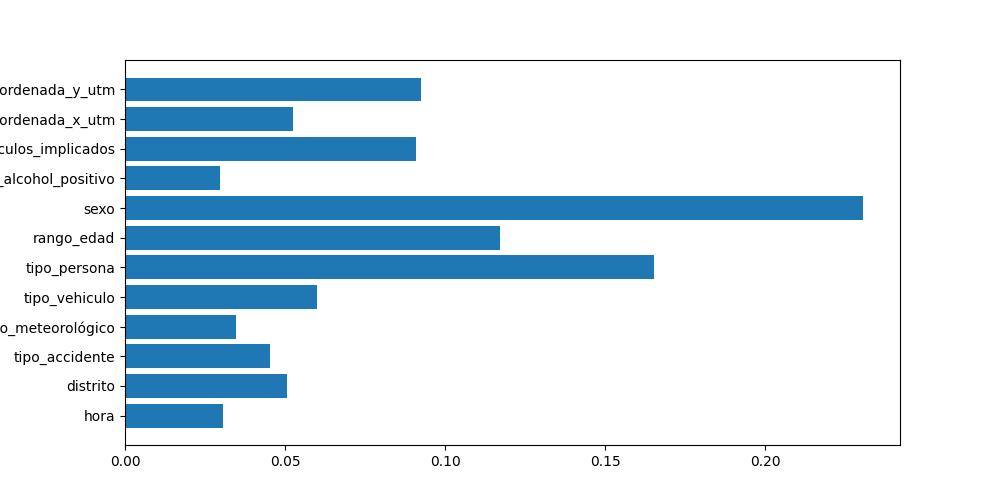 ordenada_y_utm
ordenada_x_utm
culos_implicados
_alcohol_positivo
sexo
rango_edad
tipo_persona
tipo_vehiculo
o_meteorológico
tipo_accidente
distrito
hora
0.00 0.05 0.10 0.15 0.20